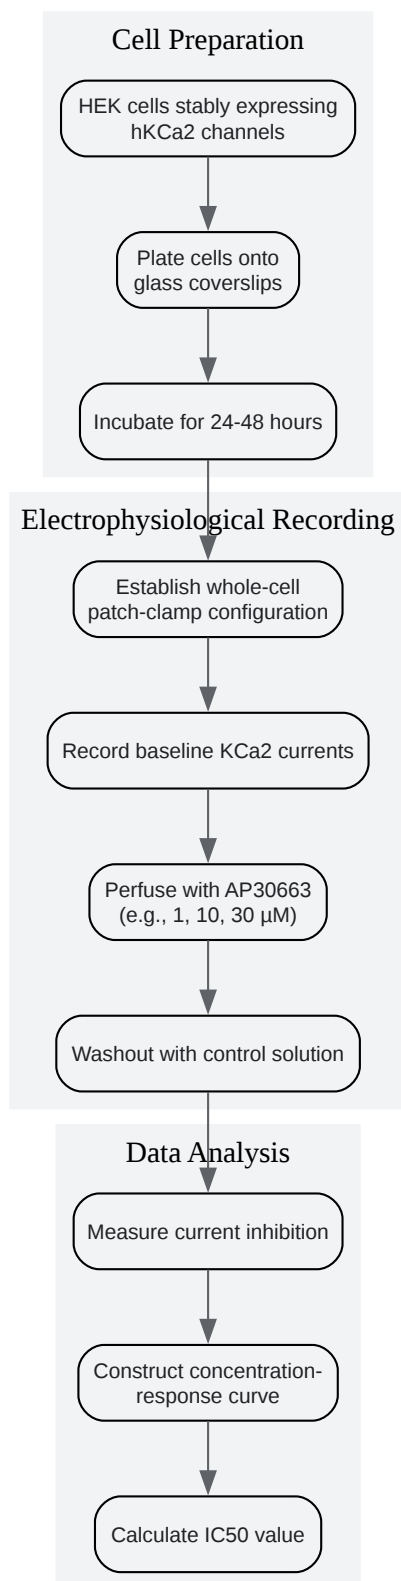 Cell Preparation
HEK cells stably expressing
hKCa2 channels
Plate cells onto
glass coverslips
Incubate for 24-48 hours
Electrophysiological Recording
Establish whole-cell
patch-clamp configuration
Record baseline KCa2 currents
Perfuse with AP30663
(e.g., 1, 10, 30 µM)
Washout with control solution
Data Analysis
Measure current inhibition
Construct concentration-
response curve
Calculate IC50 value